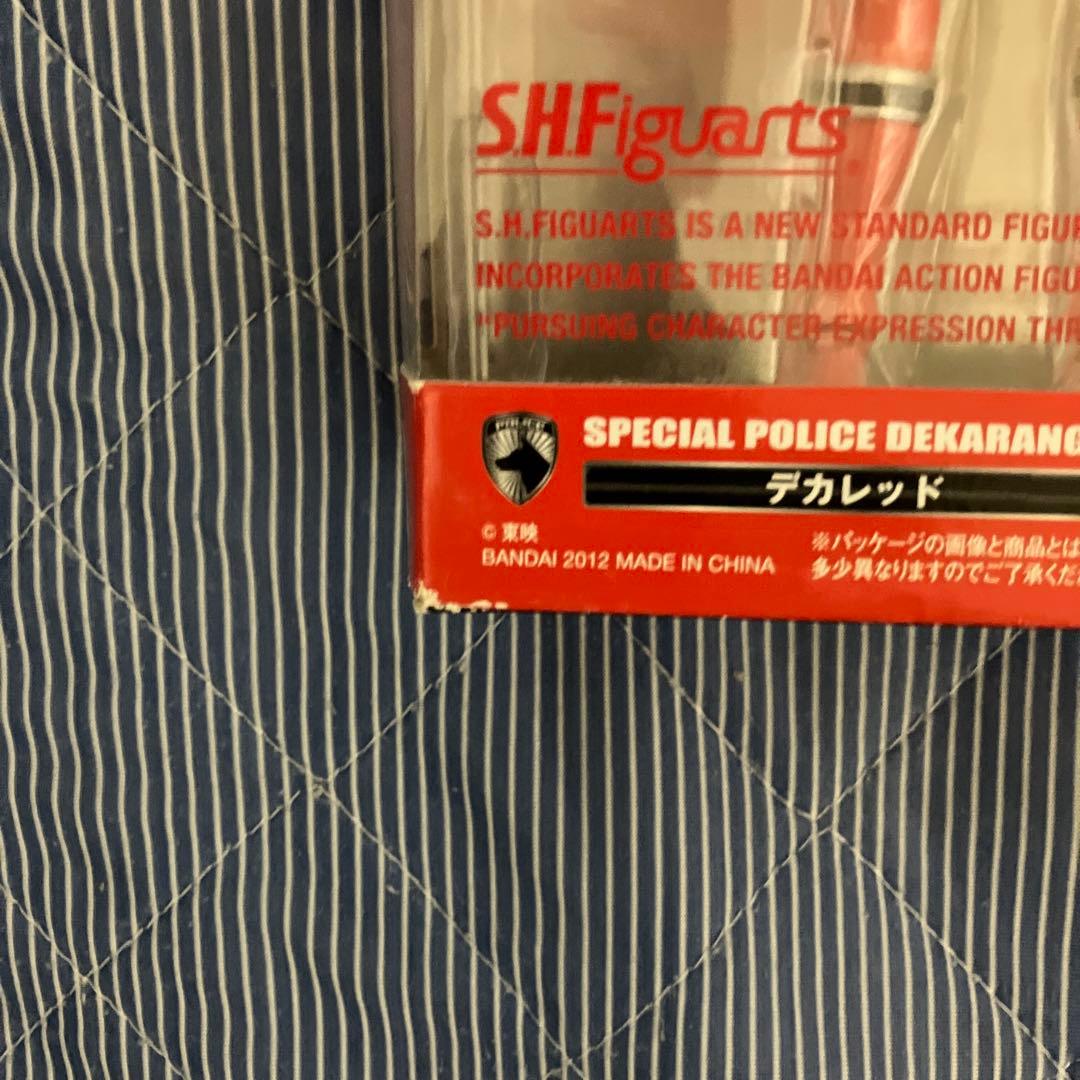 S.H.Figuarts
S.H.FIGUARTS IS A NEW STANDARD FIGU
INCORPORATES THE BANDAI ACTION FIGU
"PURSUING CHARACTER EXPRESSION THR
POLICE
SPECIAL POLICE DEKARANG
デカレッド
© 東映
BANDAI 2012 MADE IN CHINA
※パッケージの画像と商品とは
多少異なりますのでご了承くだ